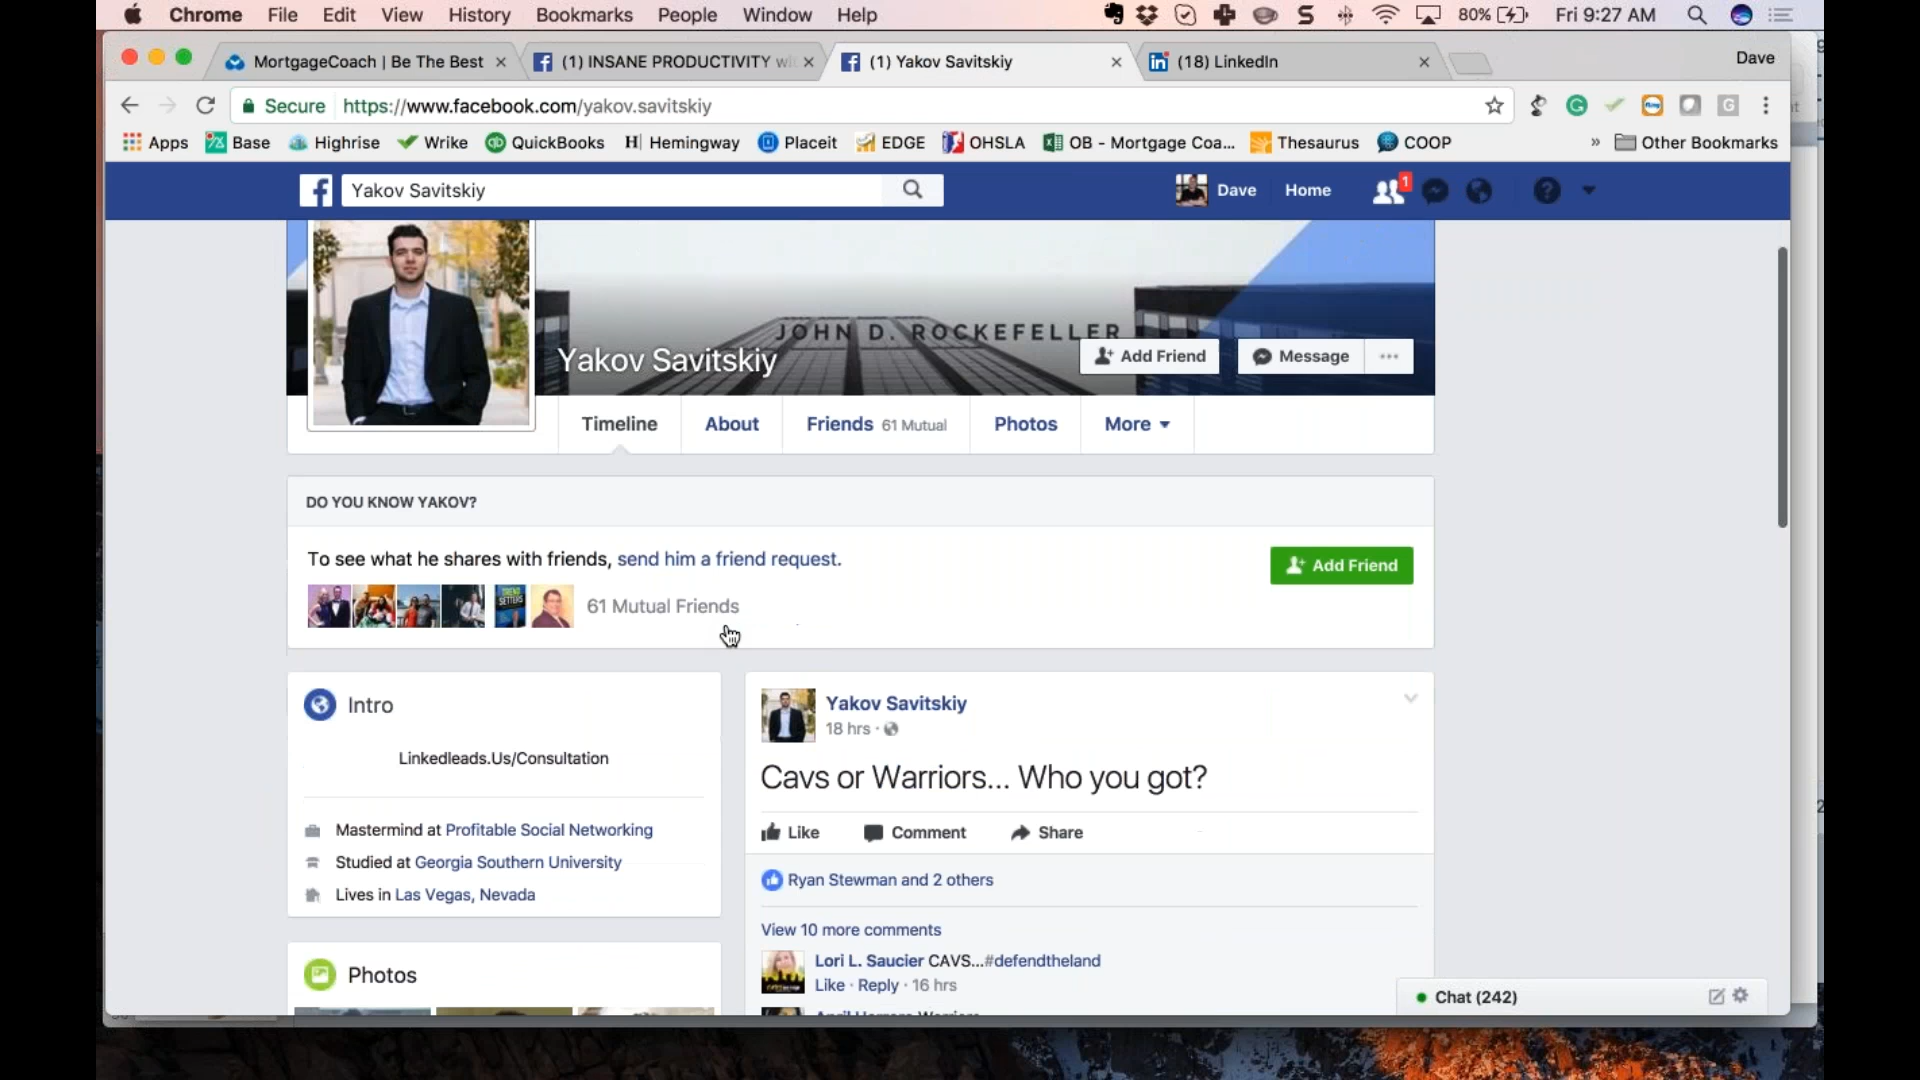 Chrome File Edit View History Bookmarks People Window Help 80% Fri 9:27 AM
MortgageCoach | Be The Best (1) INSANE PRODUCTIVITY (1) Yakov Savitskiy (18) LinkedIn Dave
Secure https://www.facebook.com/yakov.savitskiy
Apps Base Highrise Wrike QuickBooks Hemingway Placeit EDGE OHSLA OB - Mortgage Coa... Thesaurus COOP » Other Bookmarks
Yakov Savitskiy Dave Home 1
JOHN D. ROCKEFELLER
Yakov Savitskiy Add Friend Message
Timeline About Friends 61 Mutual Photos More
DO YOU KNOW YAKOV?
To see what he shares with friends, send him a friend request. Add Friend
61 Mutual Friends
Intro
Linkedleads.Us/Consultation
Mastermind at Profitable Social Networking
Studied at Georgia Southern University
Lives in Las Vegas, Nevada
Photos
Yakov Savitskiy
18 hrs ·
Cavs or Warriors... Who you got?
Like Comment Share
Ryan Stewman and 2 others
View 10 more comments
Lori L. Saucier CAVS...#defendtheland
Like · Reply · 16 hrs
Chat (242)